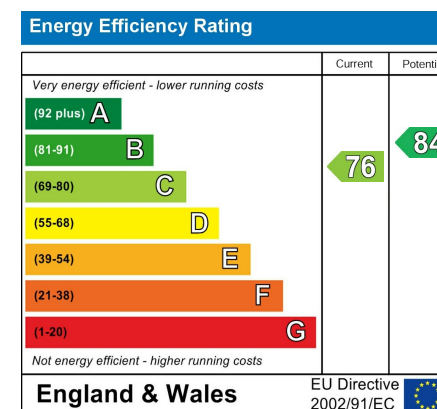 Energy Efficiency Rating
Current Potenti
Very energy efficient - lower running costs
(92 plus) A
(81-91) B
(69-80) C
(55-68) D
(39-54) E
(21-38) F
(1-20) G
76
84
Not energy efficient - higher running costs
England & Wales
EU Directive
2002/91/EC